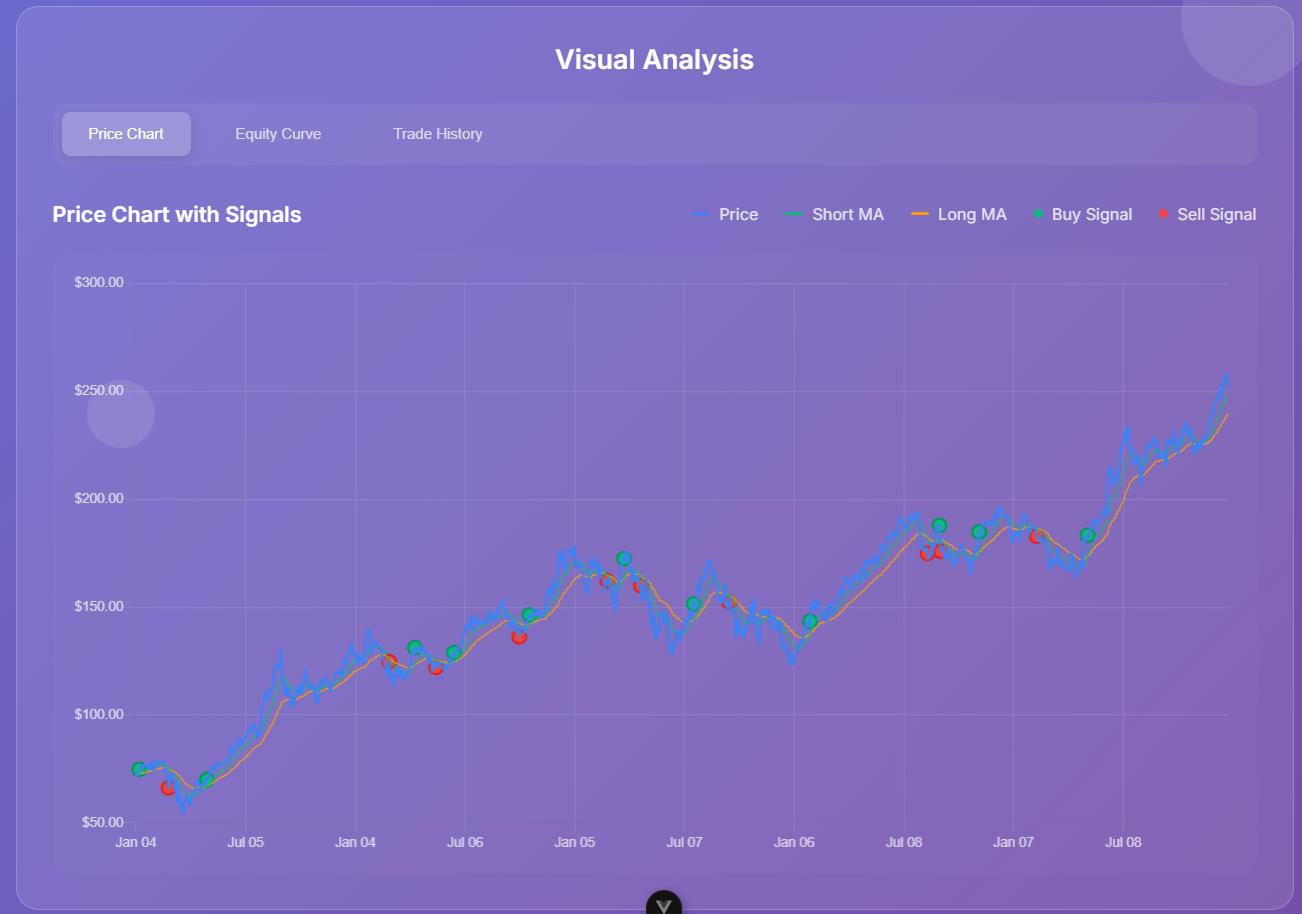 Visual Analysis
Price Chart Equity Curve Trade History
Price Chart with Signals
Price Short MA Long MA Buy Signal Sell Signal
$300.00
$250.00
$200.00
$150.00
$100.00
$50.00
Jan 04 Jul 05 Jan 04 Jul 06 Jan 05 Jul 07 Jan 06 Jul 08 Jan 07 Jul 08